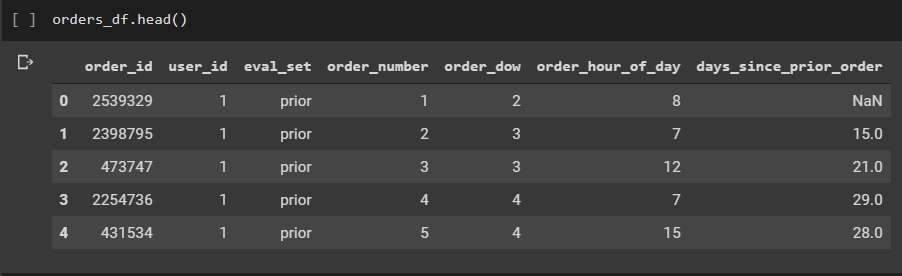 [ ] orders_df.head()
order_id user_id eval_set order_number order_dow order_hour_of_day days_since_prior_order
0 2539329 1 prior 1 2 8 NaN
1 2398795 1 prior 2 3 7 15.0
2 473747 1 prior 3 3 12 21.0
3 2254736 1 prior 4 4 7 29.0
4 431534 1 prior 5 4 15 28.0